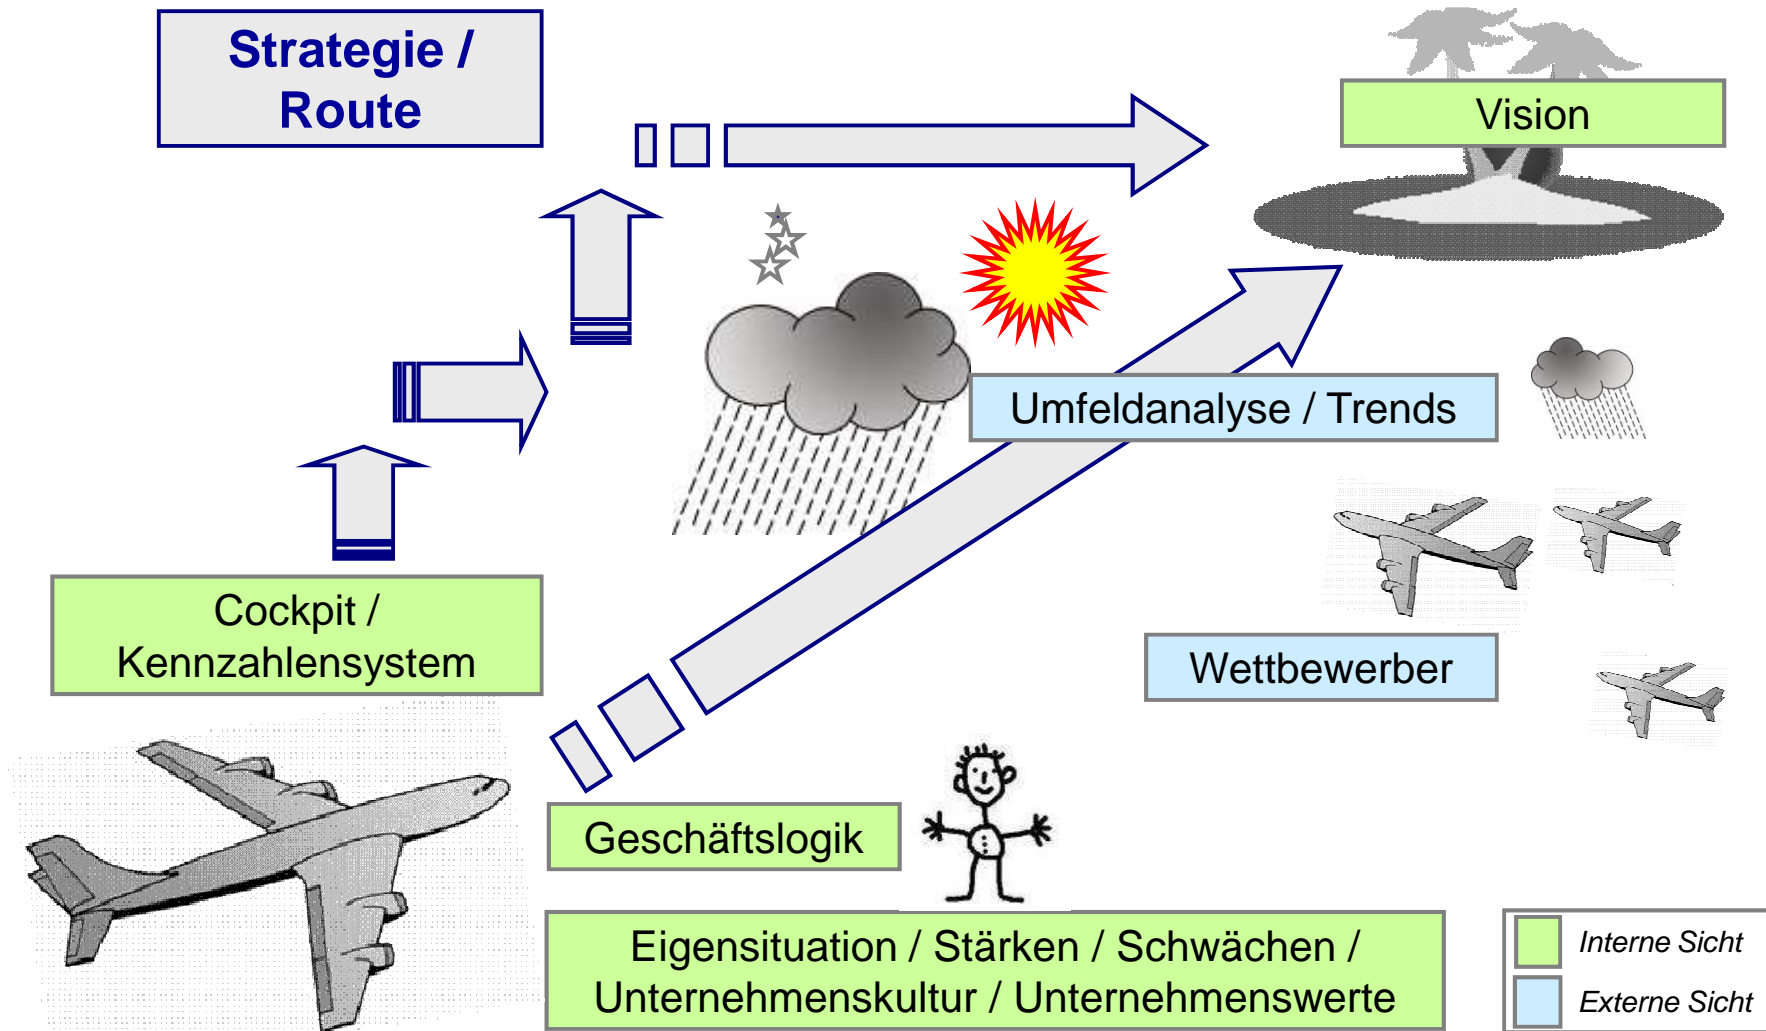 Strategie /
Route
Vision
Umfeldanalyse / Trends
Cockpit /
Kennzahlensystem
Wettbewerber
Geschäftslogik
Eigensituation / Stärken / Schwächen /
Unternehmenskultur / Unternehmenswerte
Interne Sicht
Externe Sicht